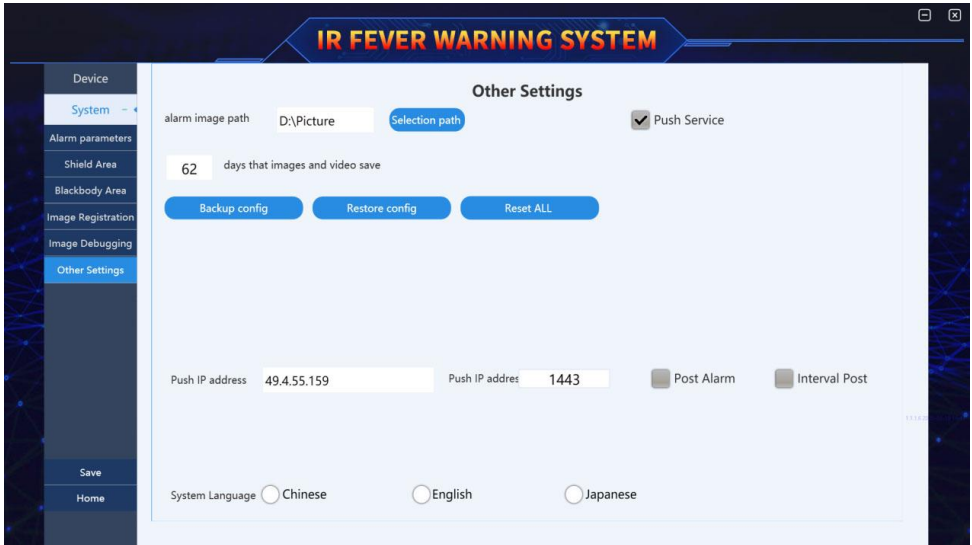 IR FEVER WARNING SYSTEM
Device
System
Alarm parameters
Shield Area
Blackbody Area
Image Registration
Image Debugging
Other Settings
Save
Home
Other Settings
alarm image path D:\Picture Selection path Push Service
62 days that images and video save
Backup config Restore config Reset ALL
Push IP address 49.4.55.159 Push IP addres 1443 Post Alarm Interval Post
System Language Chinese English Japanese